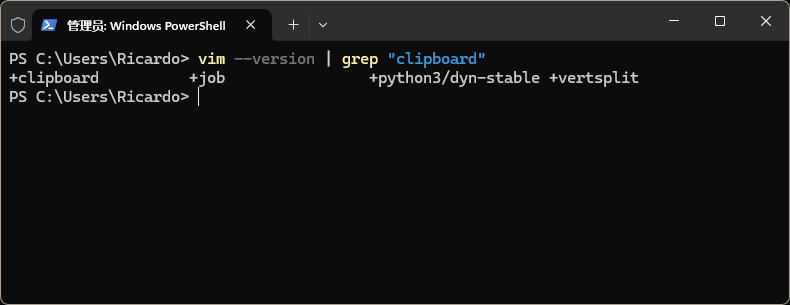 管理员: Windows PowerShell
PS C:\Users\Ricardo> vim --version | grep "clipboard"
+clipboard          +job                +python3/dyn-stable +vertsplit
PS C:\Users\Ricardo>